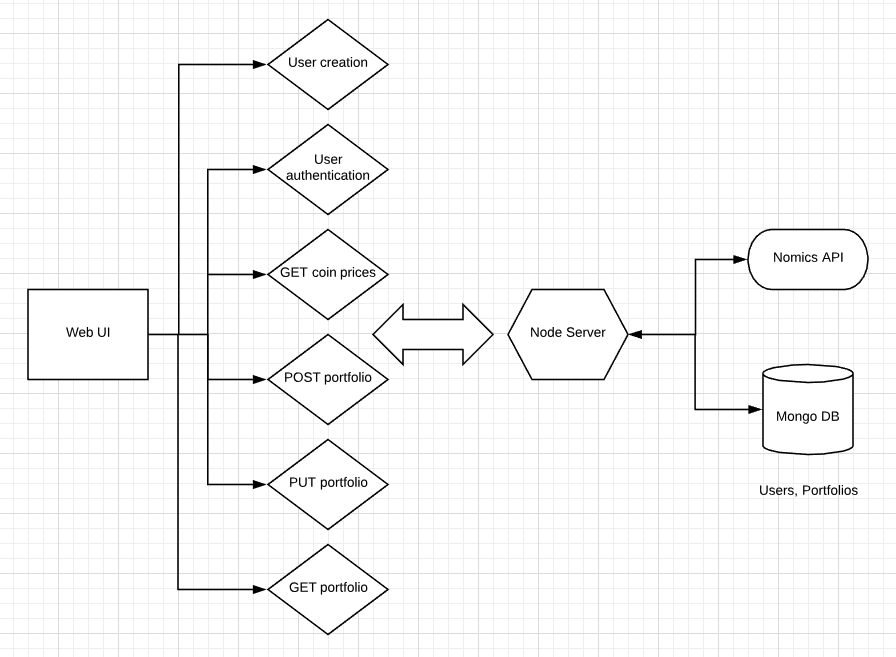 User creation
User
authentication
GET coin prices
POST portfolio
PUT portfolio
GET portfolio
Web UI
Node Server
Nomics API
Mongo DB
Users, Portfolios